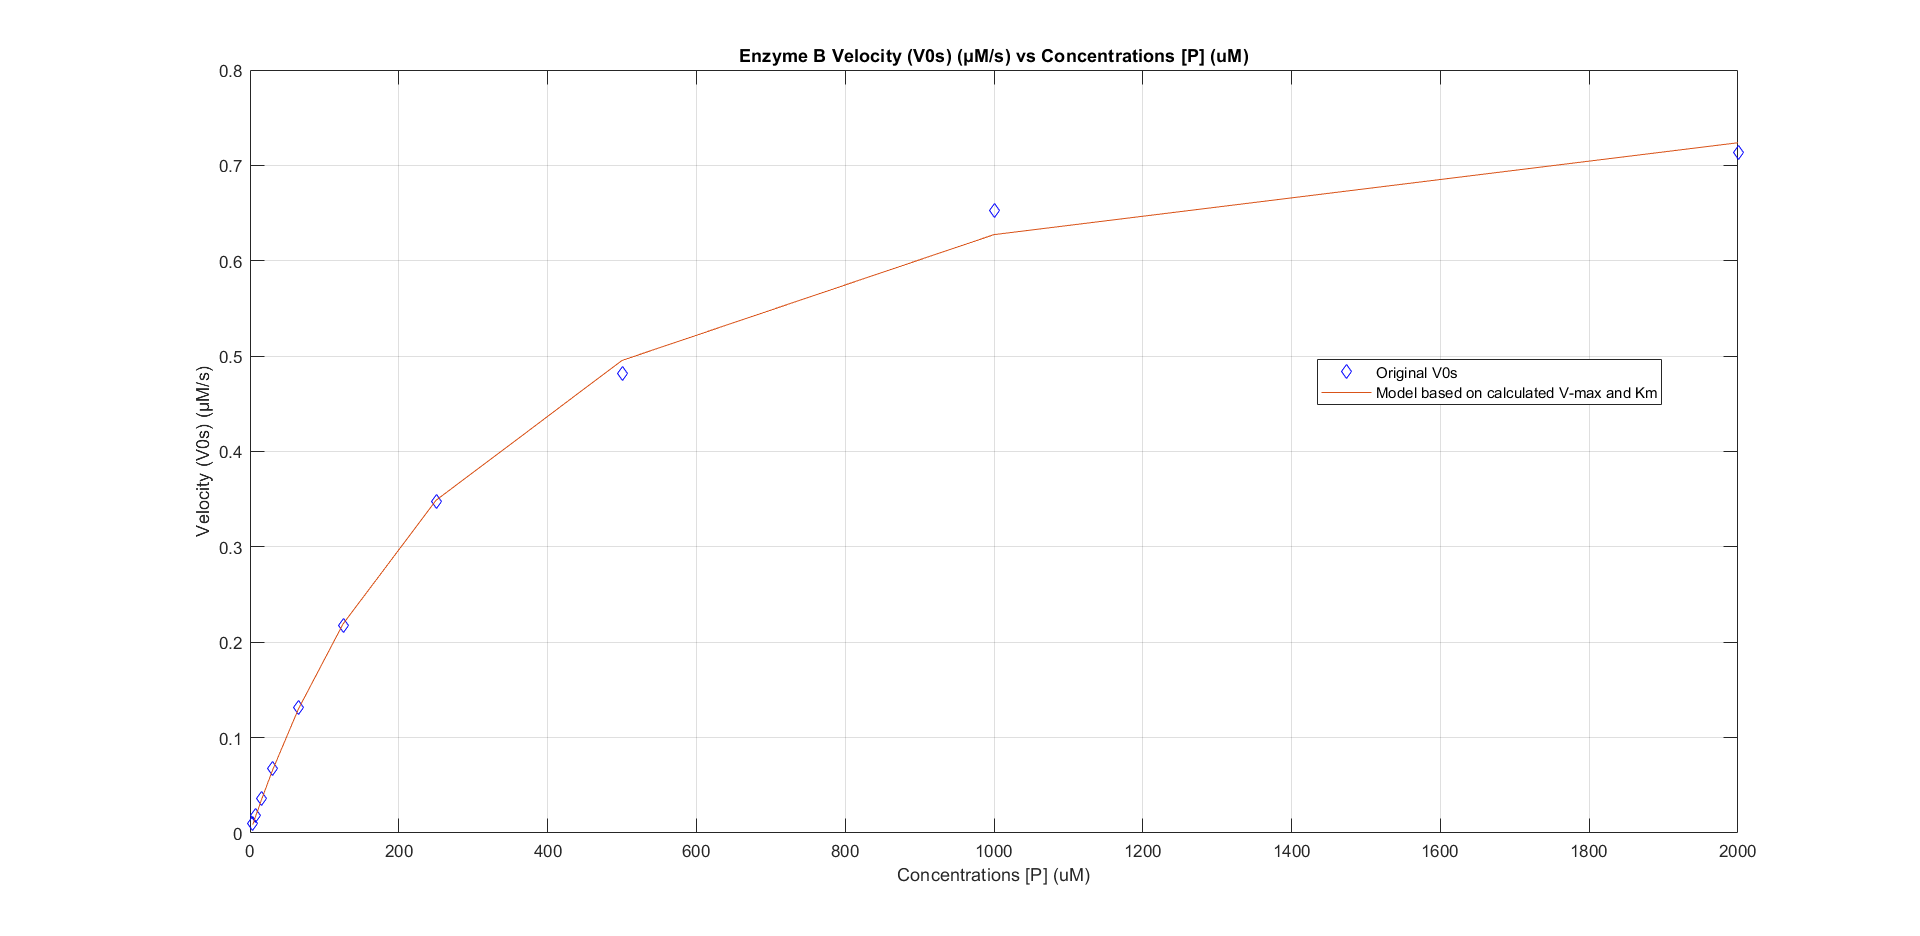 Enzyme B Velocity (V0s) (µM/s) vs Concentrations [P] (uM)
0.8
0.7
0.6
0.5
0.4
0.3
0.2
0.1
0
Velocity (V0s) (µM/s)
Original V0s
Model based on calculated V-max and Km
0 200 400 600 800 1000 1200 1400 1600 1800 2000
Concentrations [P] (uM)